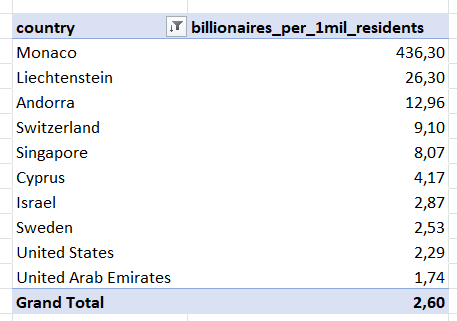 country billionaires_per_1mil_residents
Monaco 436,30
Liechtenstein 26,30
Andorra 12,96
Switzerland 9,10
Singapore 8,07
Cyprus 4,17
Israel 2,87
Sweden 2,53
United States 2,29
United Arab Emirates 1,74
Grand Total 2,60